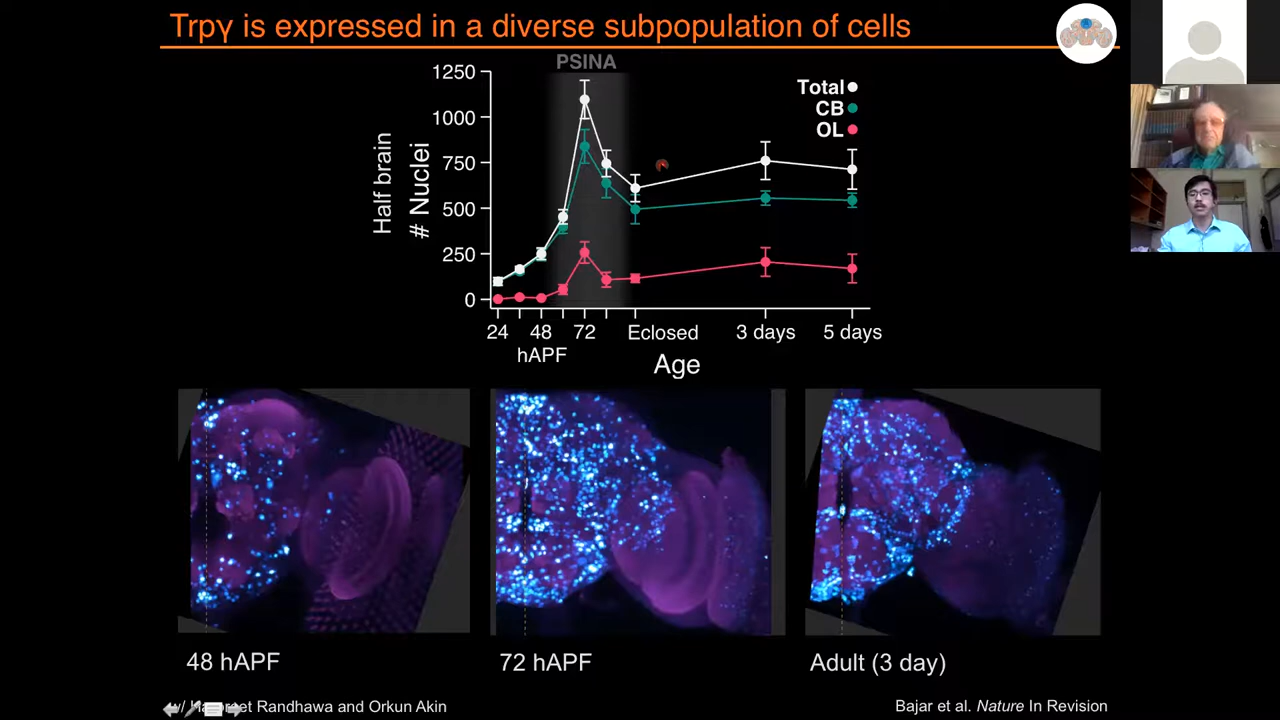 Trpγ is expressed in a diverse subpopulation of cells
PSINA
1250
1000
750
500
250
0
Half brain
# Nuclei
Total
CB
OL
24
48
72
Eclosed
3 days
5 days
hAPF
Age
48 hAPF
72 hAPF
Adult (3 day)
Randhawa and Orkun Akin
Bajar et al. Nature In Revision